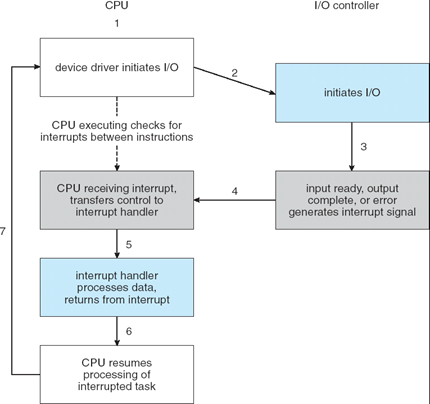 CPU
I/O controller
1
device driver initiates I/O
2
initiates I/O
CPU executing checks for
interrupts between instructions
3
CPU receiving interrupt,
transfers control to
interrupt handler
4
input ready, output
complete, or error
generates interrupt signal
7
5
interrupt handler
processes data,
returns from interrupt
6
CPU resumes
processing of
interrupted task